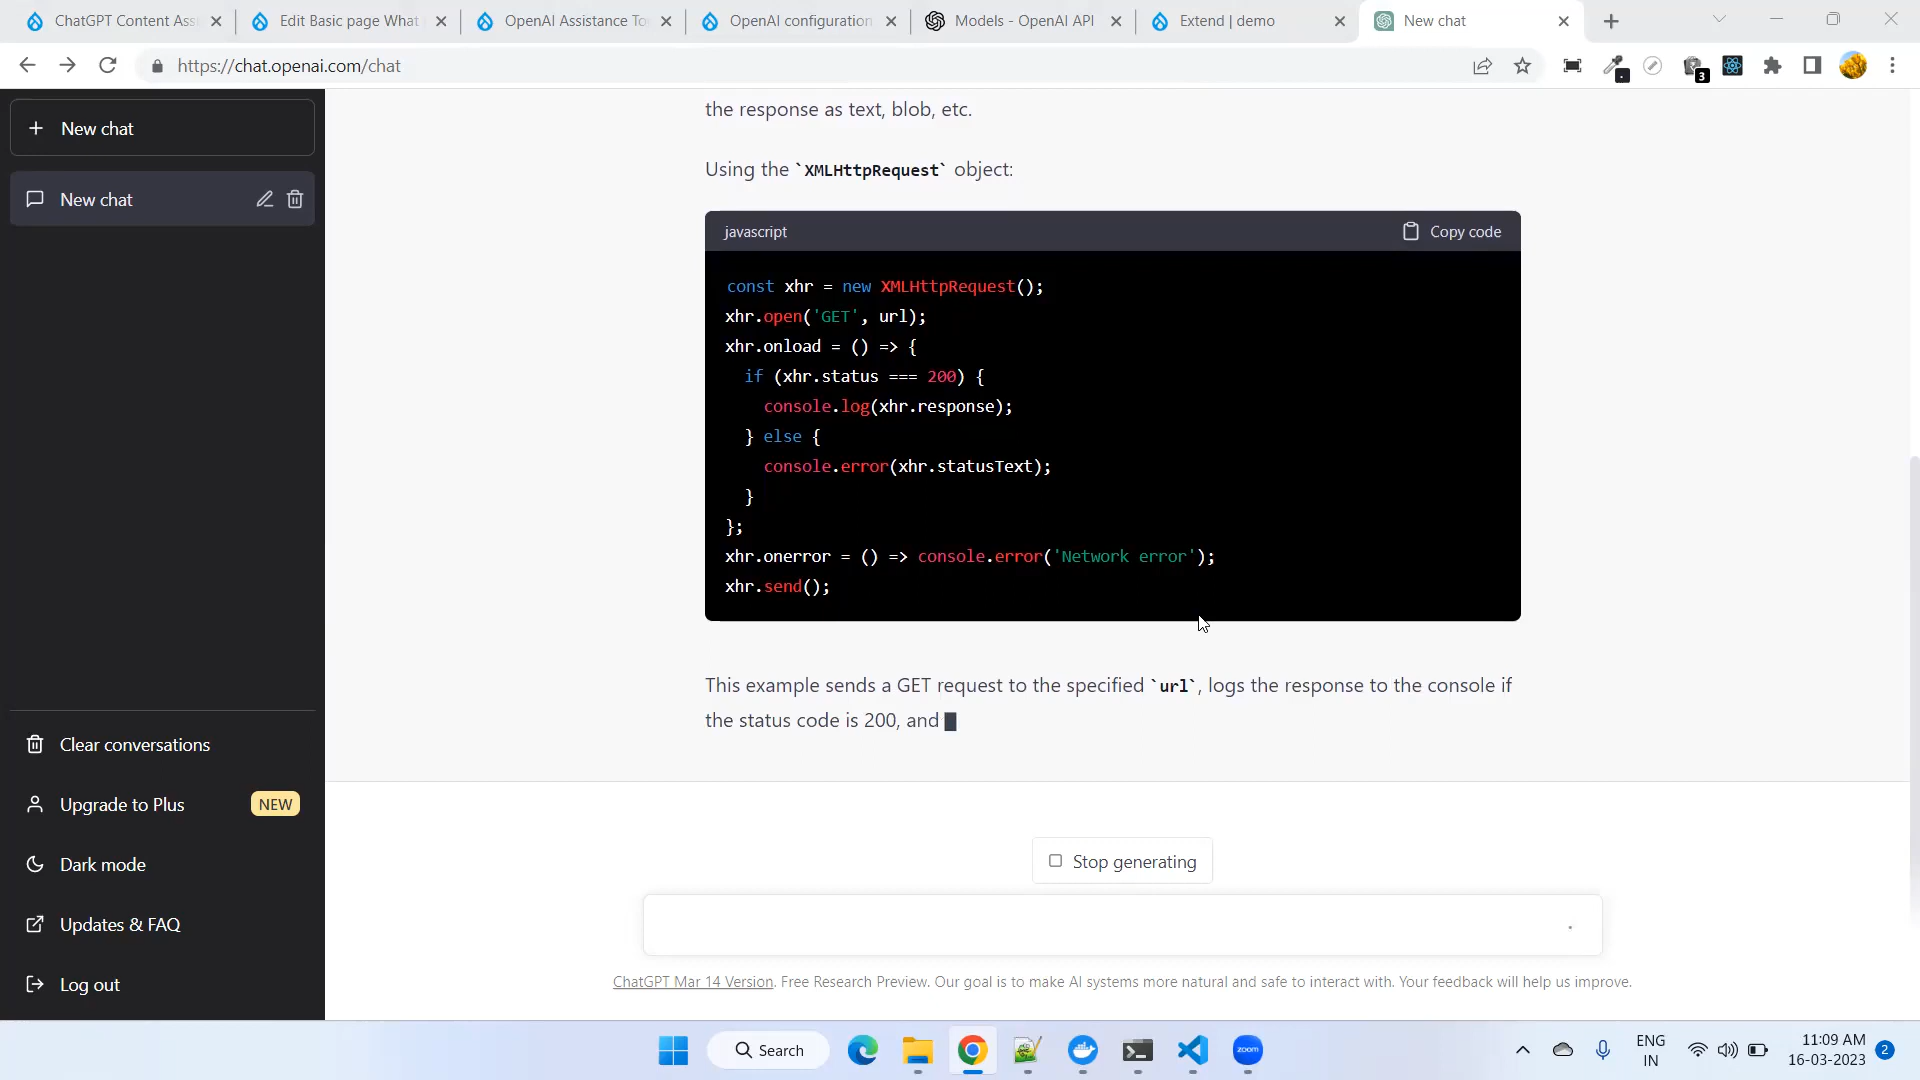 ChatGPT Content Ass
Edit Basic page What
OpenAI Assistance To
OpenAI configuration
Models - OpenAI API
Extend | demo
New chat
https://chat.openai.com/chat
3
New chat
New chat
the response as text, blob, etc.
Using the `XMLHttpRequest` object:
javascript
Copy code
const xhr = new XMLHttpRequest();
xhr.open('GET', url);
xhr.onload = () => {
if (xhr.status === 200) {
console.log(xhr.response);
} else {
console.error(xhr.statusText);
}
};
xhr.onerror = () => console.error('Network error');
xhr.send();
This example sends a GET request to the specified `url`, logs the response to the console if
the status code is 200, and
Clear conversations
Upgrade to Plus NEW
Dark mode
Updates & FAQ
Log out
Stop generating
ChatGPT Mar 14 Version. Free Research Preview. Our goal is to make AI systems more natural and safe to interact with. Your feedback will help us improve.
Search
zoom
ENG
IN
11:09 AM
16-03-2023
2